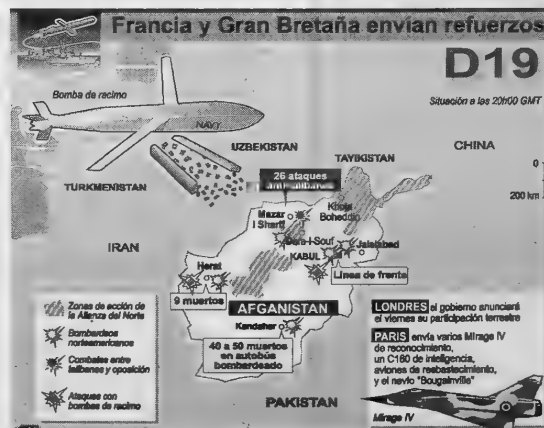 Francia y Gran Bretaña envían refuerzos
D19
Situación a las 20h00 GMT
Bomba de racimo
NAVY
UZBEKISTAN
TAYIKISTAN
CHINA
TURKMENISTAN
0
200 km
26 ataques
Mazar
I Sharif
Khoja
Boheddin
Dara I Souf
KABUL
Jalalabad
IRAN
Herat
Línea de frente
9 muertos
AFGANISTAN
Kandahar
40 a 50 muertos
en autobús
bombardeado
PAKISTAN
Zonas de acción de
la Alianza del Norte
Bombardeos
norteamericanos
Combates entre
talibanes y oposición
Ataques con
bombas de racimo
LONDRES el gobierno anunciará
el viernes su participación terrestre
PARIS envía varios Mirage IV
de reconocimiento,
un C160 de inteligencia,
aviones de reabastecimiento,
y el navío "Bougainville"
Mirage IV